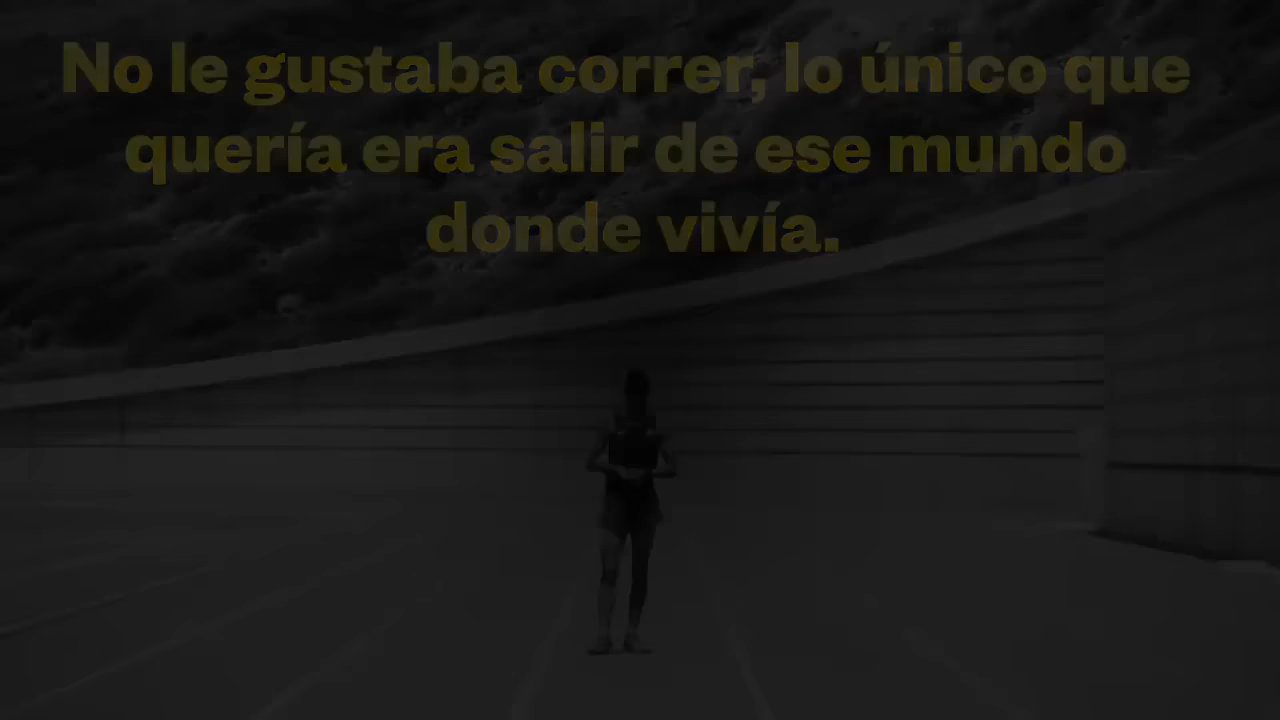 No le gustaba correr, lo único que
quería era salir de ese mundo
donde vivía.